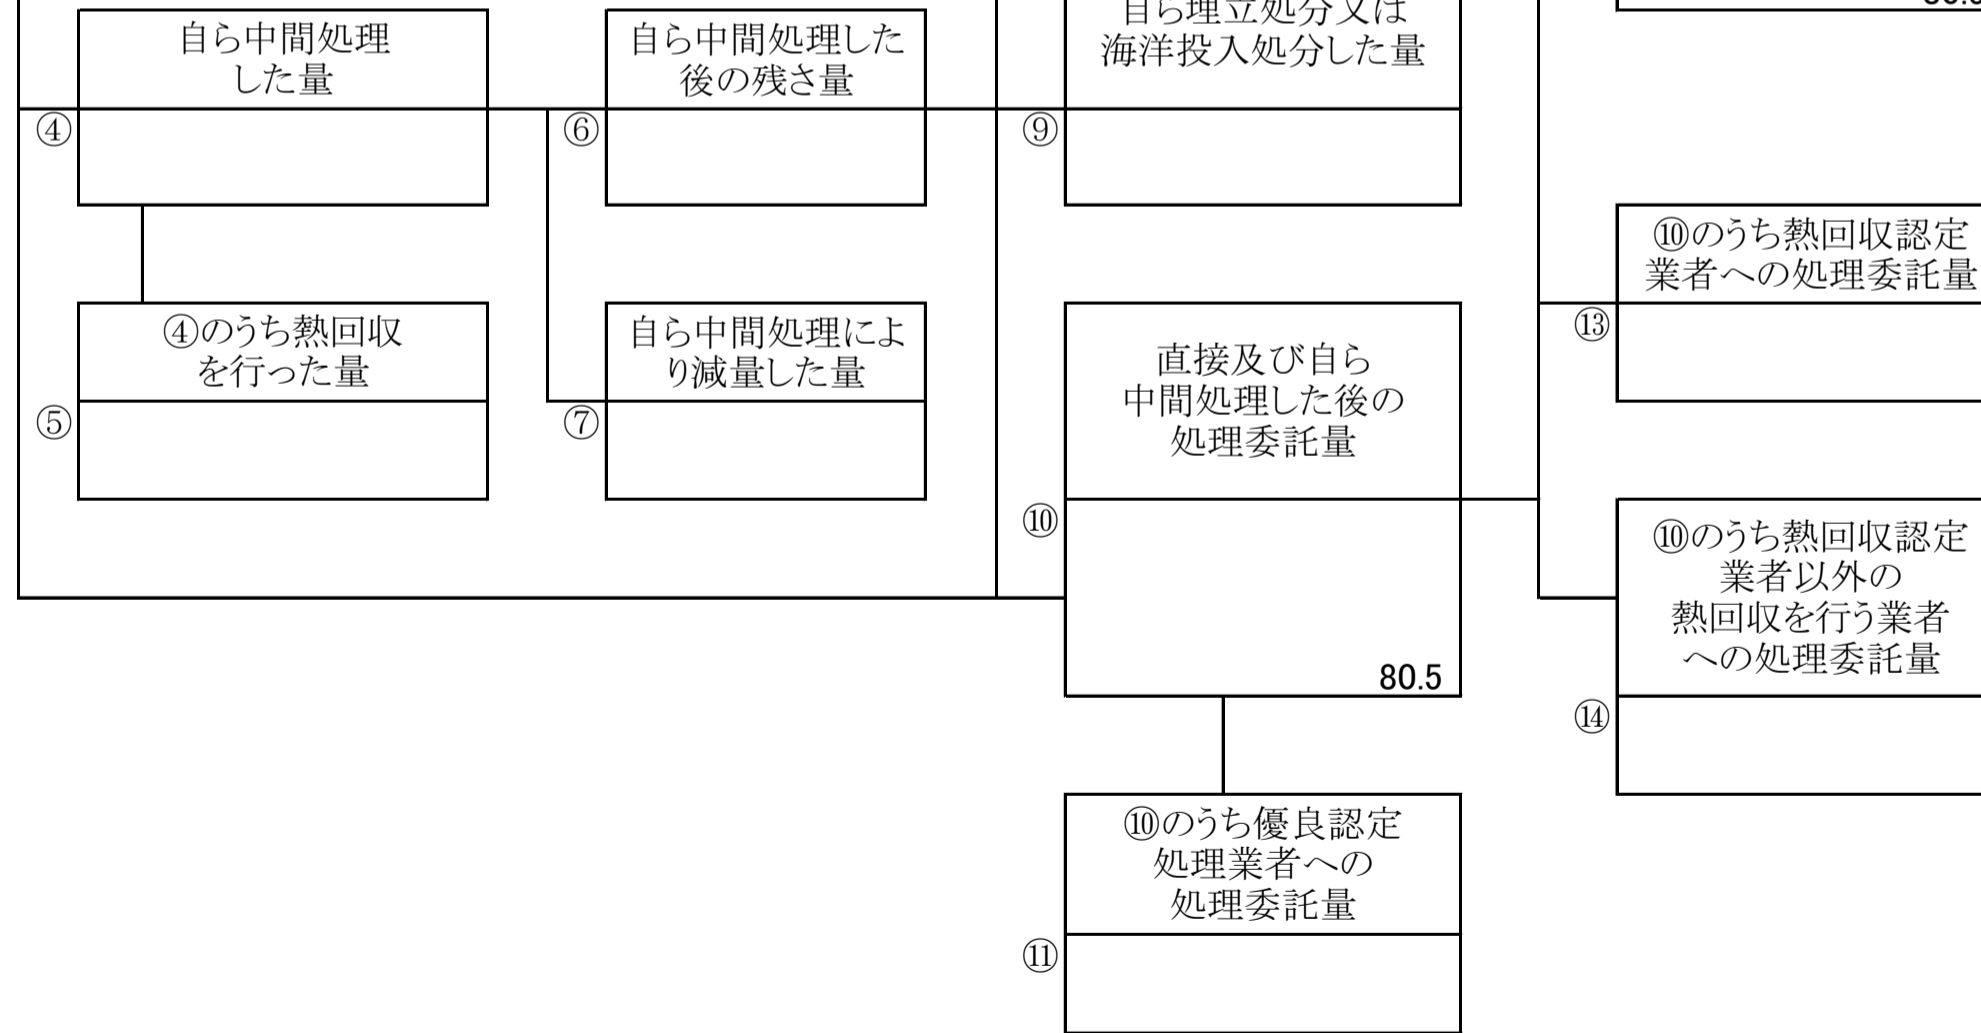 自ら中間処理
した量
④
④のうち熱回収
を行った量
⑤
自ら中間処理した
後の残さ量
⑥
自ら中間処理によ
り減量した量
⑦
自ら埋立処分又は
海洋投入処分した量
⑨
直接及び自ら
中間処理した後の
処理委託量
⑩
80.5
⑩のうち優良認定
処理業者への
処理委託量
⑪
⑩のうち熱回収認定
業者への処理委託量
⑬
⑩のうち熱回収認定
業者以外の
熱回収を行う業者
への処理委託量
⑭